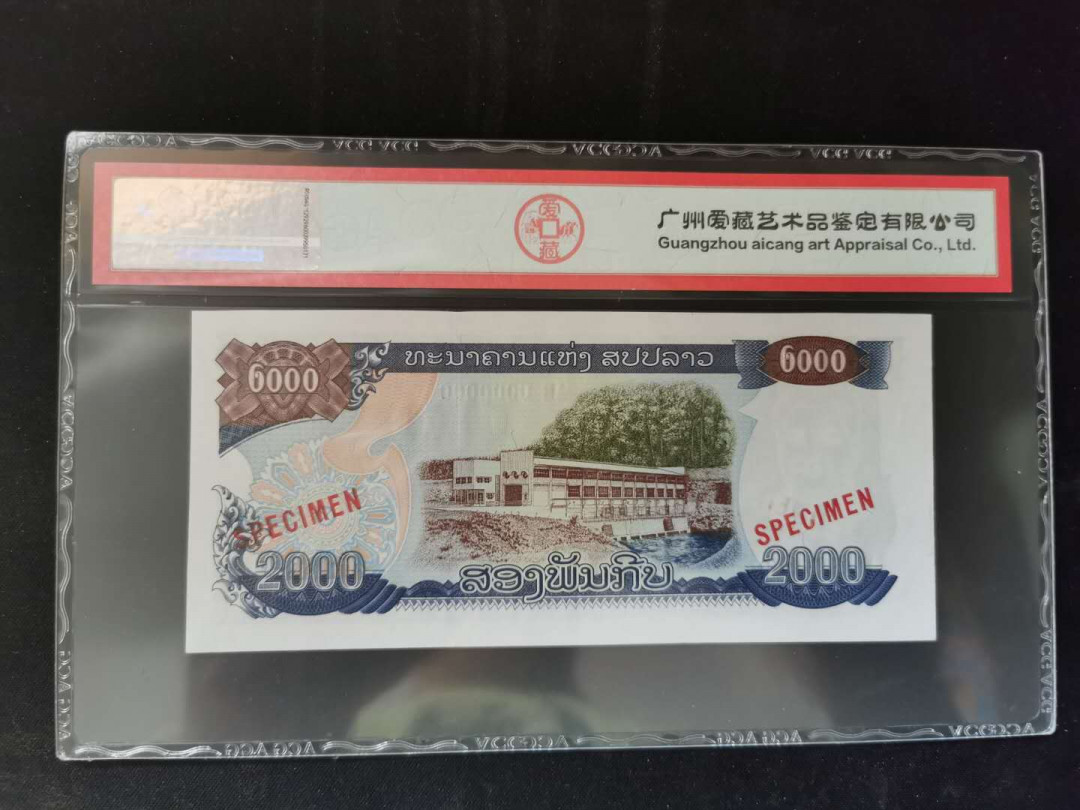 爱
藏
广州爱藏艺术品鉴定有限公司
Guangzhou aicang art Appraisal Co., Ltd.
໒໐໐໐
ທະນາຄານແຫ່ງ ສປປລາວ
໒໐໐໐
SPECIMEN
SPECIMEN
2000
ສອງພັນກີບ
2000